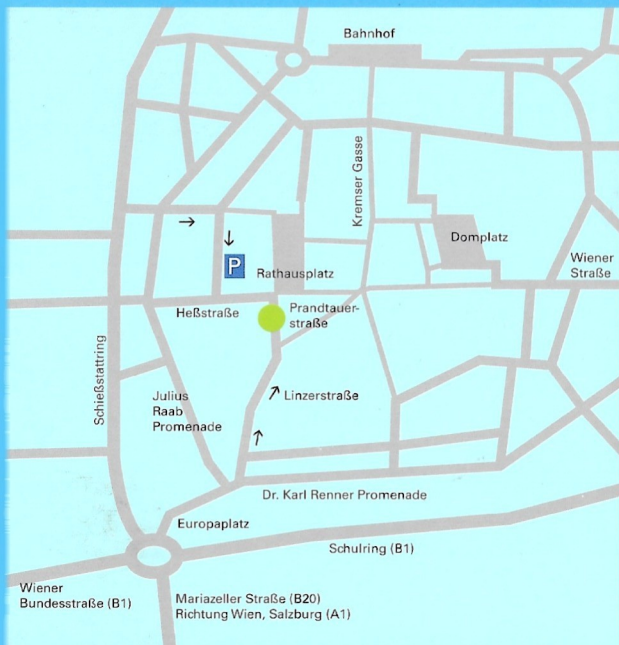 Bahnhof
Kremser Gasse
Domplatz
Wiener
Straße
P
Rathausplatz
Heßstraße
Prandtauer-
straße
Schießstattring
Julius
Raab
Promenade
Linzerstraße
Dr. Karl Renner Promenade
Europaplatz
Schulring (B1)
Wiener
Bundesstraße (B1)
Mariazeller Straße (B20)
Richtung Wien, Salzburg (A1)